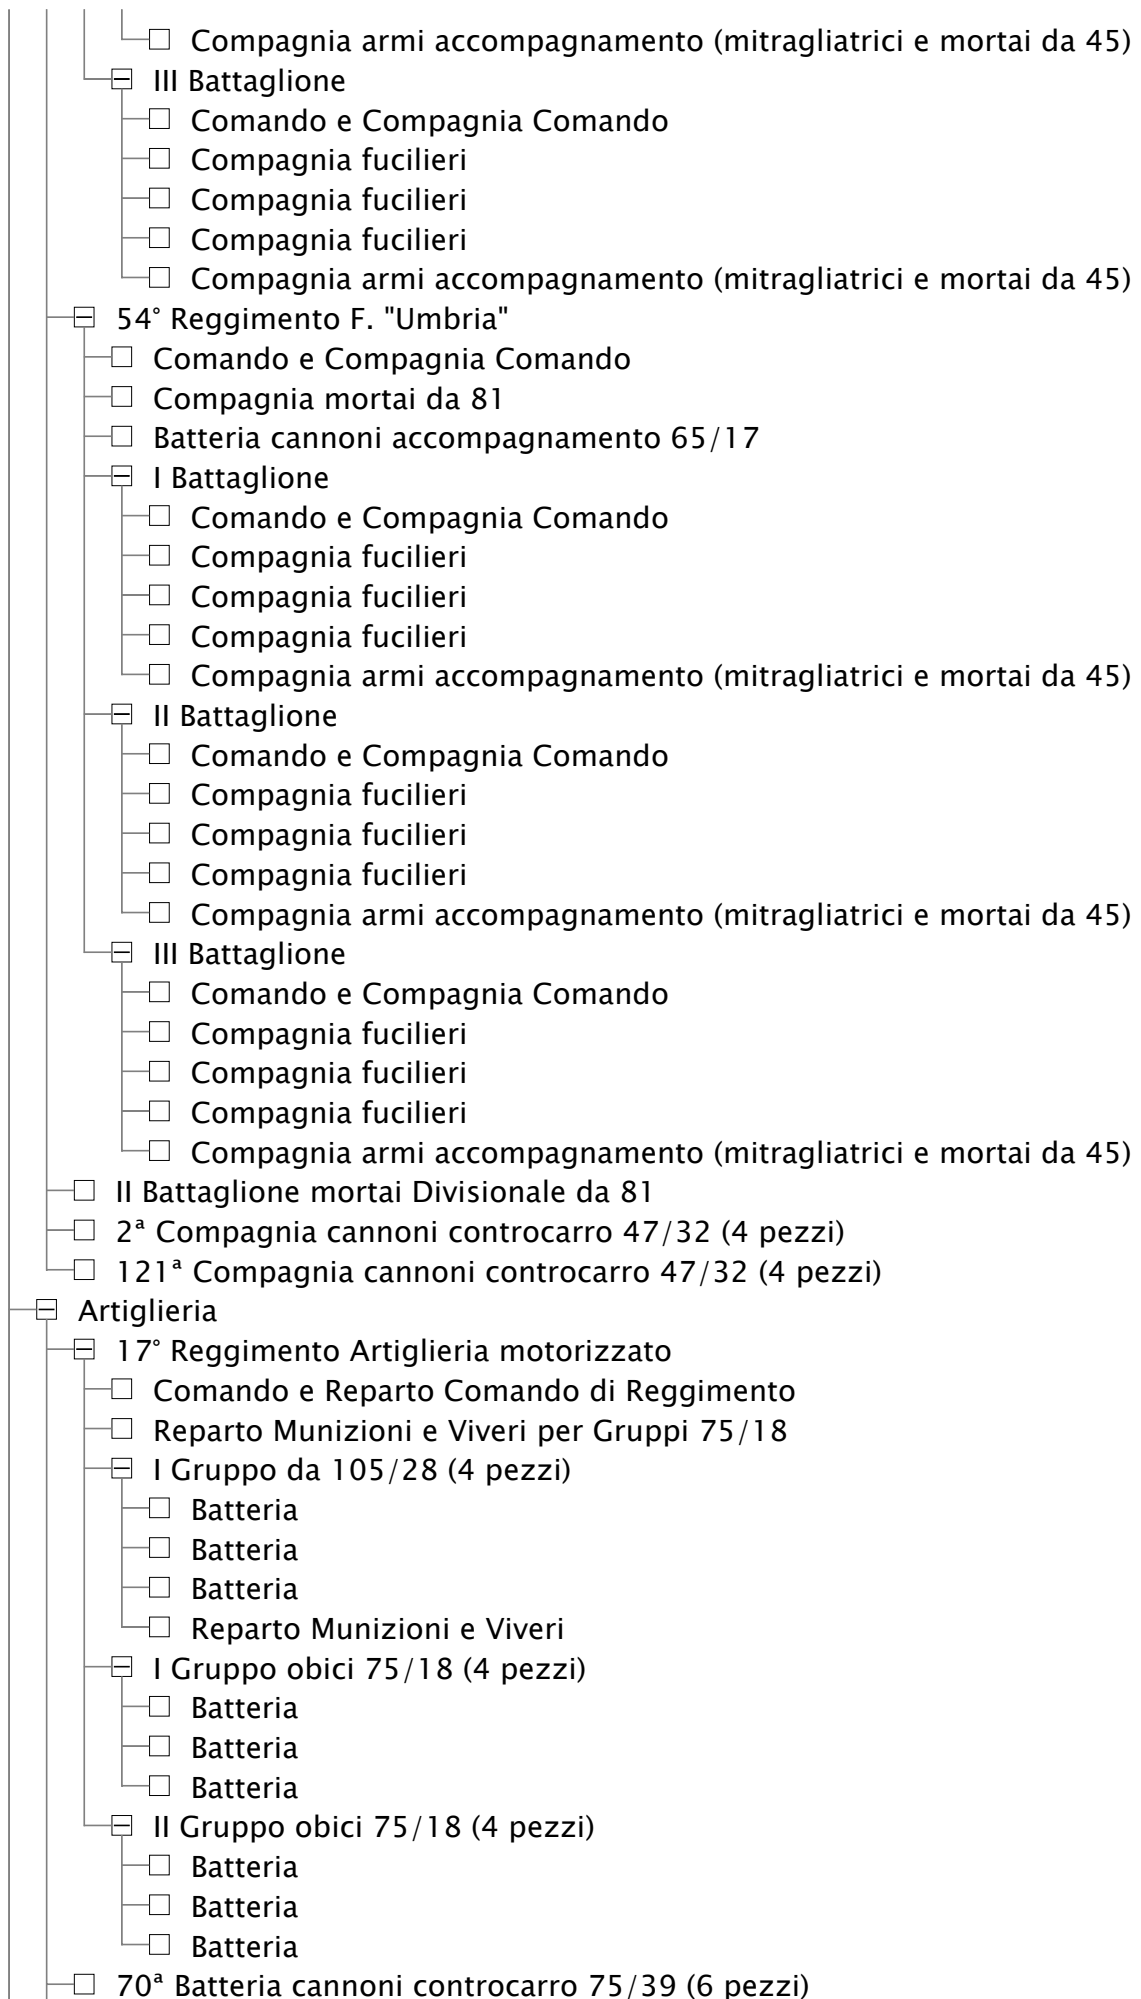 Compagnia armi accompagnamento (mitragliatrici e mortai da 45)
III Battaglione
Comando e Compagnia Comando
Compagnia fucilieri
Compagnia fucilieri
Compagnia fucilieri
Compagnia armi accompagnamento (mitragliatrici e mortai da 45)
54° Reggimento F. "Umbria"
Comando e Compagnia Comando
Compagnia mortai da 81
Batteria cannoni accompagnamento 65/17
I Battaglione
Comando e Compagnia Comando
Compagnia fucilieri
Compagnia fucilieri
Compagnia fucilieri
Compagnia armi accompagnamento (mitragliatrici e mortai da 45)
II Battaglione
Comando e Compagnia Comando
Compagnia fucilieri
Compagnia fucilieri
Compagnia fucilieri
Compagnia armi accompagnamento (mitragliatrici e mortai da 45)
III Battaglione
Comando e Compagnia Comando
Compagnia fucilieri
Compagnia fucilieri
Compagnia fucilieri
Compagnia armi accompagnamento (mitragliatrici e mortai da 45)
II Battaglione mortai Divisionale da 81
2ª Compagnia cannoni controcarro 47/32 (4 pezzi)
121ª Compagnia cannoni controcarro 47/32 (4 pezzi)
Artiglieria
17° Reggimento Artiglieria motorizzato
Comando e Reparto Comando di Reggimento
Reparto Munizioni e Viveri per Gruppi 75/18
I Gruppo da 105/28 (4 pezzi)
Batteria
Batteria
Batteria
Reparto Munizioni e Viveri
I Gruppo obici 75/18 (4 pezzi)
Batteria
Batteria
Batteria
II Gruppo obici 75/18 (4 pezzi)
Batteria
Batteria
Batteria
70ª Batteria cannoni controcarro 75/39 (6 pezzi)